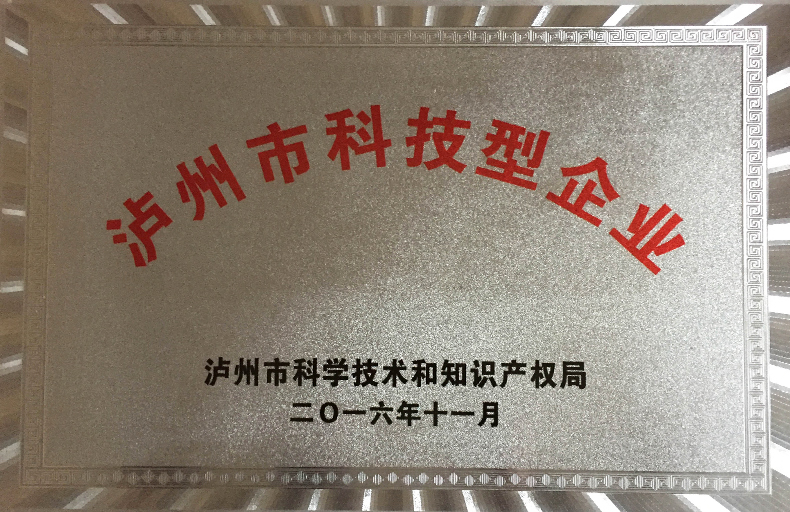 泸州市科技型企业
泸州市科学技术和知识产权局
二〇一六年十一月